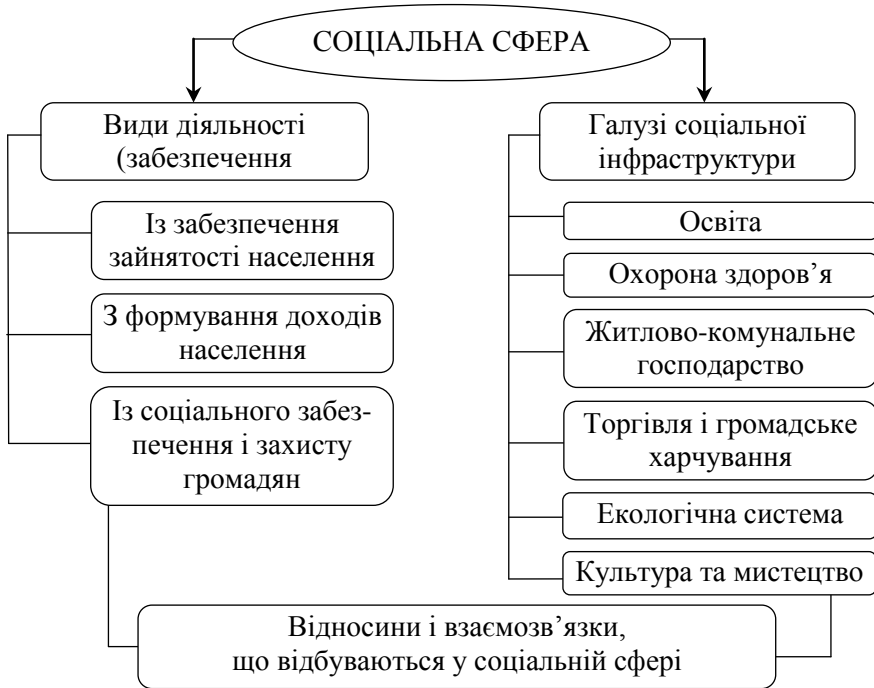 СОЦІАЛЬНА СФЕРА
Види діяльності
(забезпечення
Із забезпечення
зайнятості населення
З формування доходів
населення
Із соціального забез-
печення і захисту
громадян
Галузі соціальної
інфраструктури
Освіта
Охорона здоров’я
Житлово-комунальне
господарство
Торгівля і громадське
харчування
Екологічна система
Культура та мистецтво
Відносини і взаємозв’язки,
що відбуваються у соціальній сфері